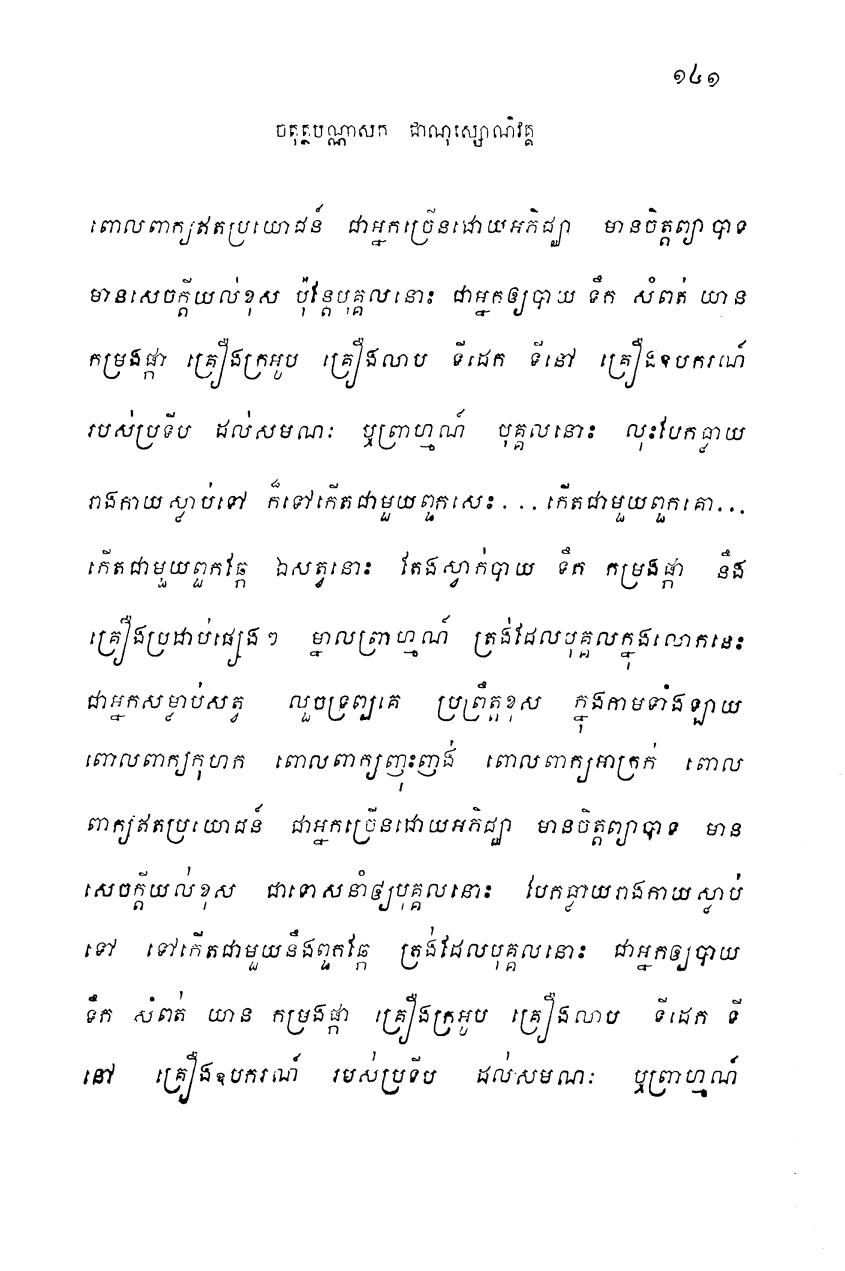 ១៤១
ចតុត្ថបណ្ណាសក ជាណុស្សោណិវគ្គ
ពោលពាក្យឥតប្រយោជន៍ ជាអ្នកច្រើនដោយអភិជ្ឈា មានចិត្តព្យាបាទ
មានសេចក្តីយល់ខុស ប៉ុន្តែបុគ្គលនោះ ជាអ្នកឲ្យបាយ ទឹក សំពត់ យាន
កម្រងផ្កា គ្រឿងក្រអូប គ្រឿងលាប ទីដេក ទីនៅ គ្រឿងឧបករណ៍
របស់ប្រទីប ដល់សមណៈ ឬព្រាហ្មណ៍ បុគ្គលនោះ លុះបែកធ្លាយ
រាងកាយស្លាប់ទៅ ក៏ទៅកើតជាមួយពួកសេះ... កើតជាមួយពួកគោ...
កើតជាមួយពួកឆ្កែ ឯសត្វនោះ តែងស្វាក់បាយ ទឹក កម្រងផ្កា នឹង
គ្រឿងប្រដាប់ផ្សេងៗ ម្នាលព្រាហ្មណ៍ ត្រង់ដែលបុគ្គលក្នុងលោកនេះ
ជាអ្នកសម្លាប់សត្វ លួចទ្រព្យគេ ប្រព្រឹត្តខុស ក្នុងកាមទាំងឡាយ
ពោលពាក្យកុហក ពោលពាក្យញុះញង់ ពោលពាក្យអាក្រក់ ពោល
ពាក្យឥតប្រយោជន៍ ជាអ្នកច្រើនដោយអភិជ្ឈា មានចិត្តព្យាបាទ មាន
សេចក្តីយល់ខុស ជាទោសនាំឲ្យបុគ្គលនោះ បែកធ្លាយរាងកាយស្លាប់
ទៅ ទៅកើតជាមួយនឹងពួកឆ្កែ ត្រង់ដែលបុគ្គលនោះ ជាអ្នកឲ្យបាយ
ទឹក សំពត់ យាន កម្រងផ្កា គ្រឿងក្រអូប គ្រឿងលាប ទីដេក ទី
នៅ គ្រឿងឧបករណ៍ របស់ប្រទីប ដល់សមណៈ ឬព្រាហ្មណ៍